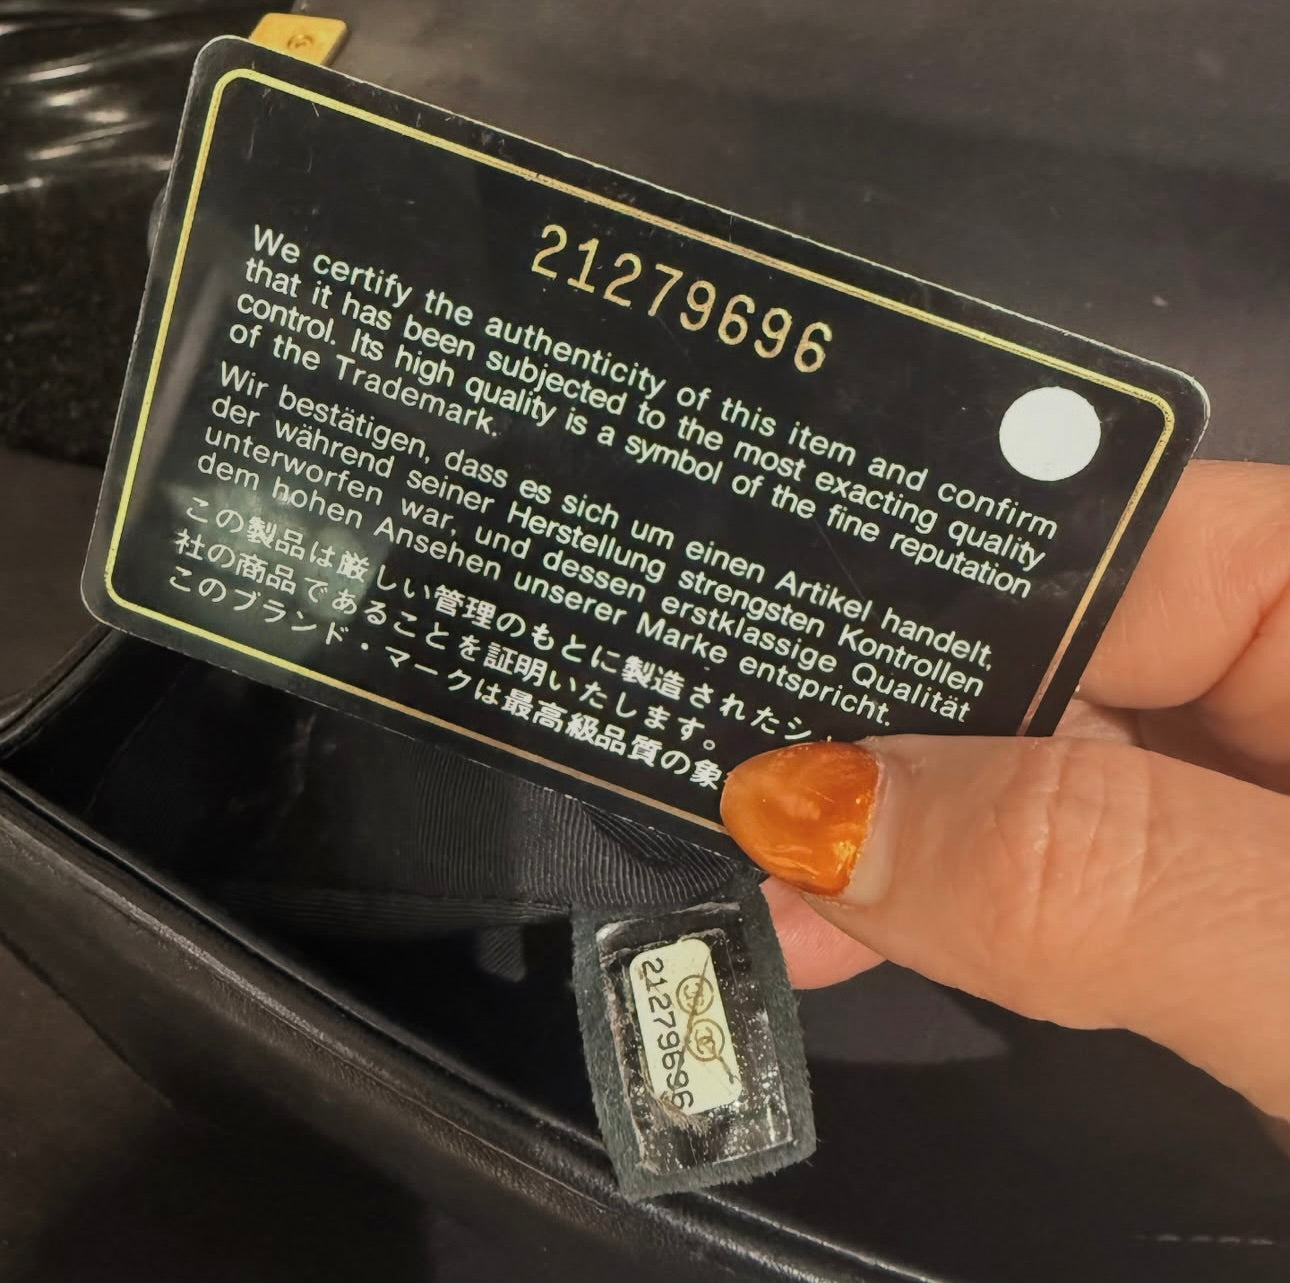 21279696
We certify the authenticity of this item and confirm
that it has been subjected to the most exacting quality
control. Its high quality is a symbol of the fine reputation
of the Trademark.
Wir bestätigen, dass es sich um einen Artikel handelt,
der während seiner Herstellung strengsten Kontrollen
unterworfen war, und dessen erstklassige Qualität
dem hohen Ansehen unserer Marke entspricht.
この製品は厳しい管理のもとに製造されたシ
社の商品であることを証明いたします。
このブランド・マークは最高級品質の象
21279696